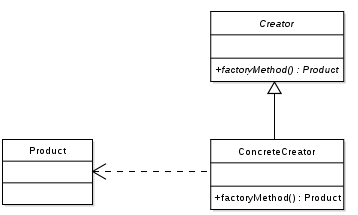 Creator
+factoryMethod() : Product
Product
ConcreteCreator
+factoryMethod() : Product